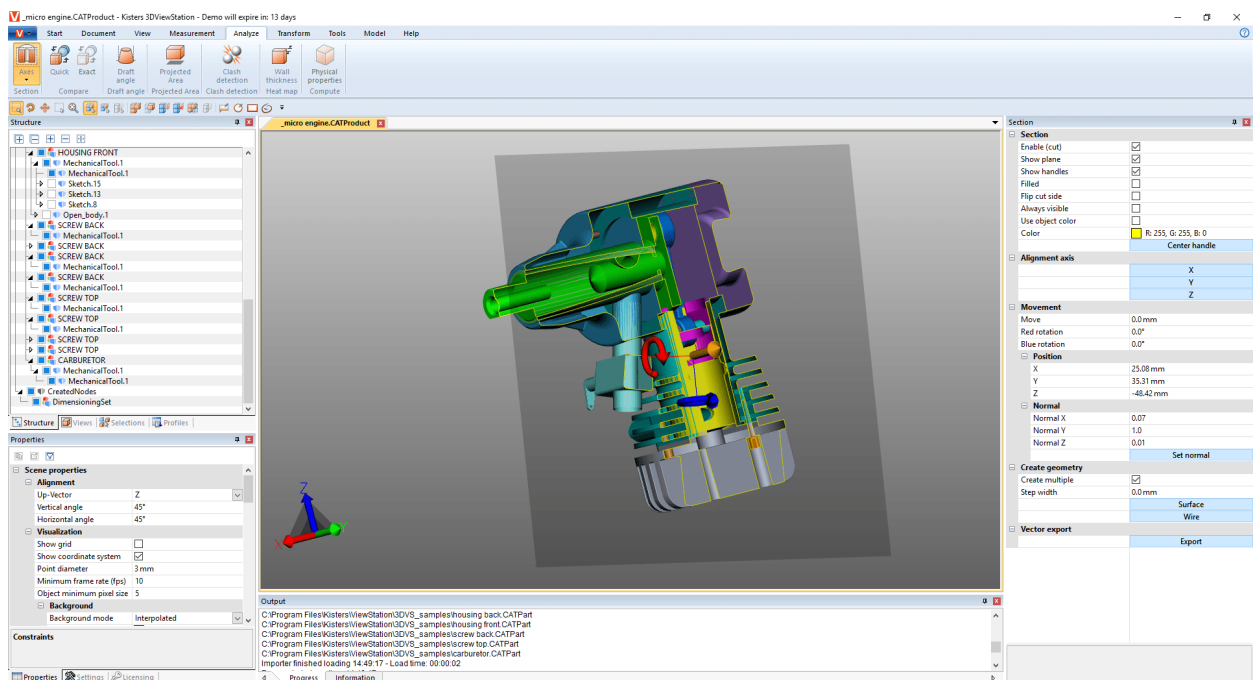 _micro engine.CATProduct - Kisters 3DViewStation - Demo will expire in: 13 days
Start Document View Measurement Analyze Transform Tools Model Help
Axes Quick Exact Draft angle Projected Area Clash detection Wall thickness Physical properties
Section Compare Draft angle Projected Area Clash detection Heat map Compute
Structure
HOUSING FRONT
MechanicalTool.1
MechanicalTool.1
Sketch.15
Sketch.13
Sketch.8
Open_body.1
SCREW BACK
MechanicalTool.1
SCREW BACK
SCREW BACK
MechanicalTool.1
SCREW BACK
MechanicalTool.1
SCREW TOP
MechanicalTool.1
SCREW TOP
MechanicalTool.1
SCREW TOP
SCREW TOP
CARBURETOR
MechanicalTool.1
MechanicalTool.1
CreatedNodes
DimensioningSet
Structure Views Selections Profiles
Properties
Scene properties
Alignment
Up-Vector Z
Vertical angle 45°
Horizontal angle 45°
Visualization
Show grid
Show coordinate system
Point diameter 3 mm
Minimum frame rate (fps) 10
Object minimum pixel size 5
Background
Background mode Interpolated
Constraints
Properties Settings Licensing
_micro engine.CATProduct
Z
X
Y
Output
C:\Program Files\Kisters\ViewStation\3DVS_samples\housing back.CATPart
C:\Program Files\Kisters\ViewStation\3DVS_samples\housing front.CATPart
C:\Program Files\Kisters\ViewStation\3DVS_samples\screw back.CATPart
C:\Program Files\Kisters\ViewStation\3DVS_samples\screw top.CATPart
C:\Program Files\Kisters\ViewStation\3DVS_samples\carburetor.CATPart
Importer finished loading 14:49:17 - Load time: 00:00:02
Progress Information
Section
Section
Enable (cut)
Show plane
Show handles
Filled
Flip cut side
Always visible
Use object color
Color R: 255, G: 255, B: 0
Center handle
Alignment axis
X
Y
Z
Movement
Move 0.0 mm
Red rotation 0.0°
Blue rotation 0.0°
Position
X 25.08 mm
Y 35.31 mm
Z -48.42 mm
Normal
Normal X 0.07
Normal Y 1.0
Normal Z 0.01
Set normal
Create geometry
Create multiple
Step width 0.0 mm
Surface
Wire
Vector export
Export